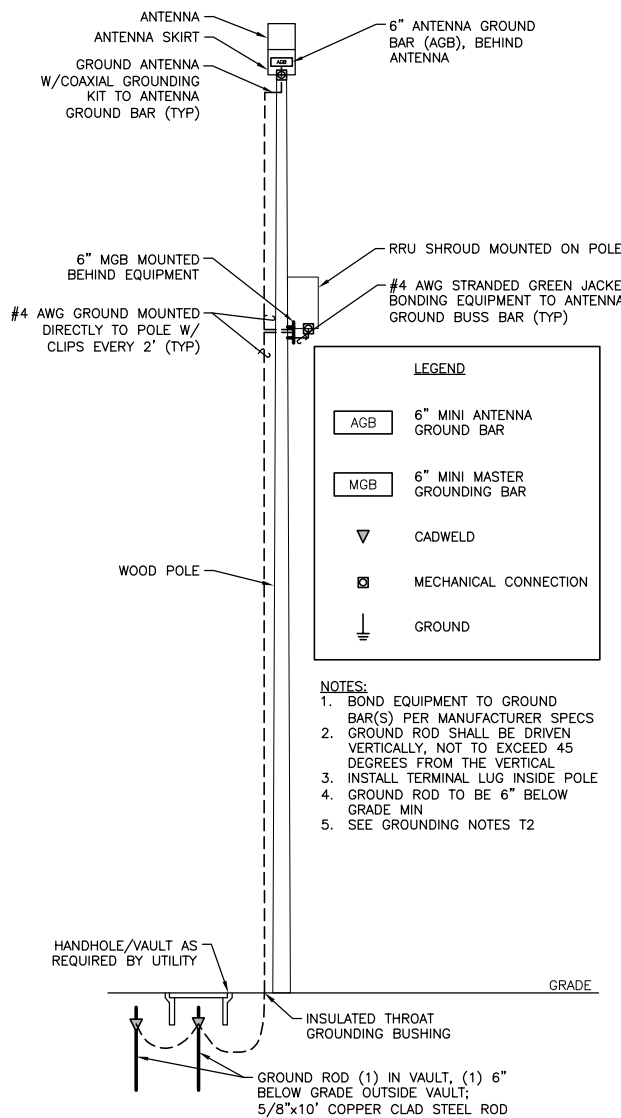 ANTENNA
ANTENNA SKIRT
GROUND ANTENNA
W/COAXIAL GROUNDING
KIT TO ANTENNA
GROUND BAR (TYP)
6" ANTENNA GROUND
BAR (AGB), BEHIND
ANTENNA
AGB
6" MGB MOUNTED
BEHIND EQUIPMENT
#4 AWG GROUND MOUNTED
DIRECTLY TO POLE W/
CLIPS EVERY 2' (TYP)
RRU SHROUD MOUNTED ON POLE
#4 AWG STRANDED GREEN JACKE
BONDING EQUIPMENT TO ANTENNA
GROUND BUSS BAR (TYP)
LEGEND
AGB
6" MINI ANTENNA
GROUND BAR
MGB
6" MINI MASTER
GROUNDING BAR
CADWELD
MECHANICAL CONNECTION
GROUND
WOOD POLE
NOTES:
1. BOND EQUIPMENT TO GROUND
BAR(S) PER MANUFACTURER SPECS
2. GROUND ROD SHALL BE DRIVEN
VERTICALLY, NOT TO EXCEED 45
DEGREES FROM THE VERTICAL
3. INSTALL TERMINAL LUG INSIDE POLE
4. GROUND ROD TO BE 6" BELOW
GRADE MIN
5. SEE GROUNDING NOTES T2
HANDHOLE/VAULT AS
REQUIRED BY UTILITY
GRADE
INSULATED THROAT
GROUNDING BUSHING
GROUND ROD (1) IN VAULT, (1) 6"
BELOW GRADE OUTSIDE VAULT;
5/8"x10' COPPER CLAD STEEL ROD